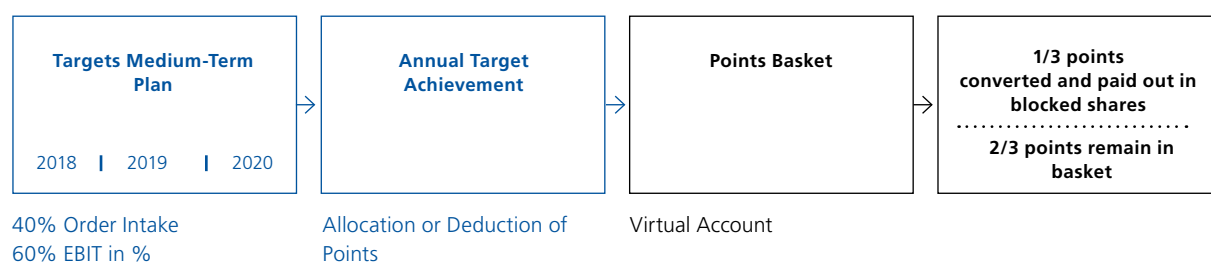 Targets Medium-Term
Plan
2018 | 2019 | 2020
40% Order Intake
60% EBIT in %
Annual Target
Achievement
Allocation or Deduction of
Points
Points Basket
Virtual Account
1/3 points
converted and paid out in
blocked shares
2/3 points remain in
basket